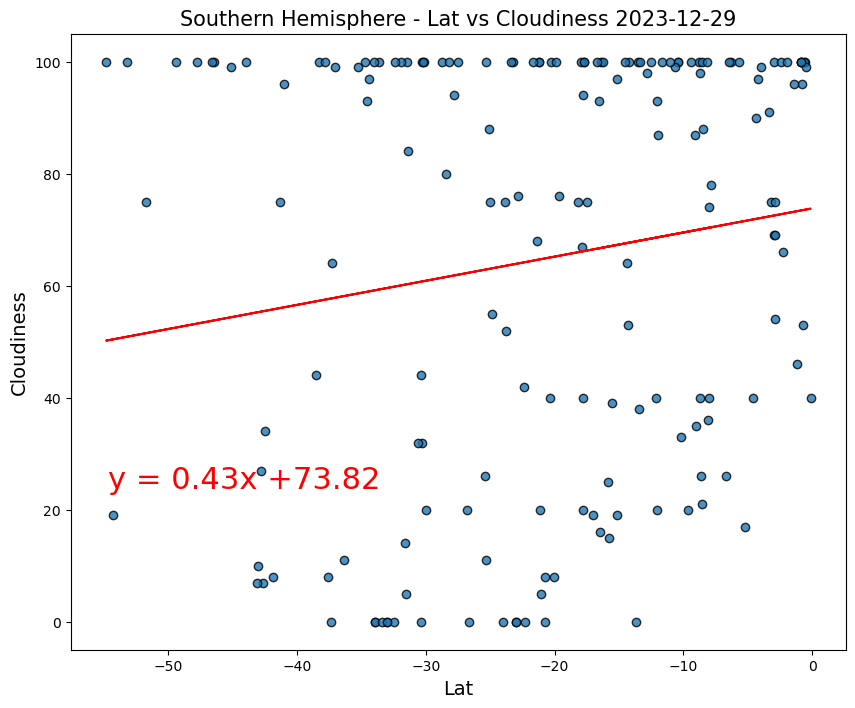 Southern Hemisphere - Lat vs Cloudiness 2023-12-29
100
80
60
40
20
0
Cloudiness
y = 0.43x +73.82
−50 −40 −30 −20 −10 0
Lat